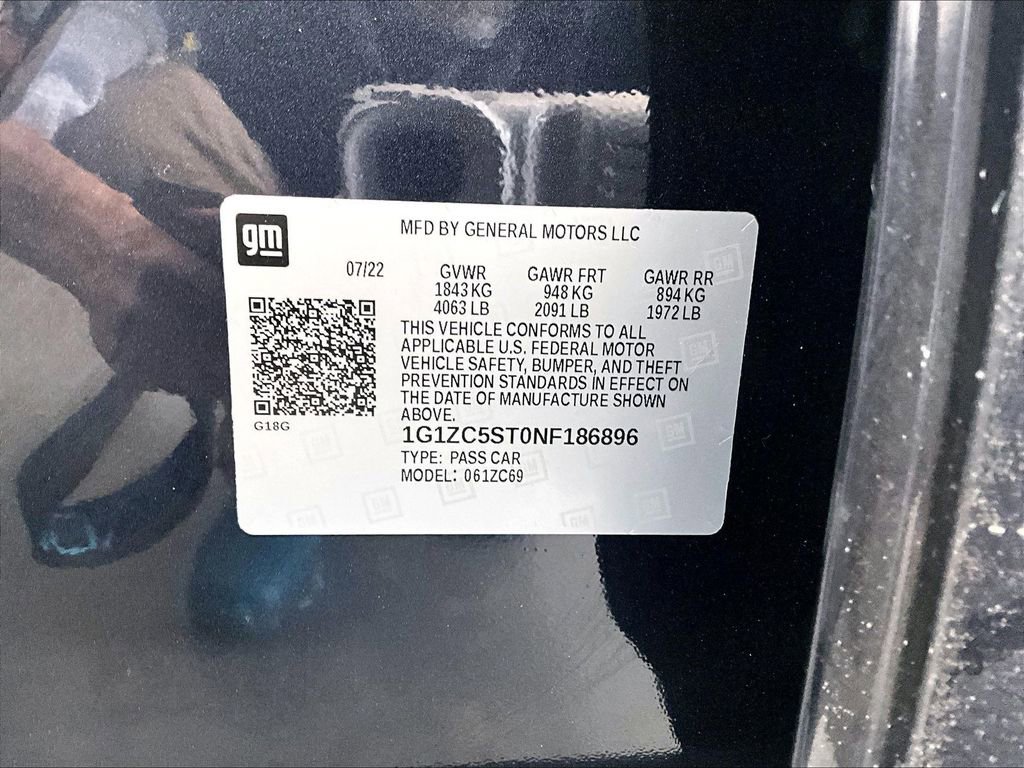 gm
MFD BY GENERAL MOTORS LLC
07/22
GVWR GAWR FRT GAWR RR
1843 KG 948 KG 894 KG
4063 LB 2091 LB 1972 LB
THIS VEHICLE CONFORMS TO ALL
APPLICABLE U.S. FEDERAL MOTOR
VEHICLE SAFETY, BUMPER, AND THEFT
PREVENTION STANDARDS IN EFFECT ON
THE DATE OF MANUFACTURE SHOWN
ABOVE.
G18G
1G1ZC5ST0NF186896
TYPE: PASS CAR
MODEL: 061ZC69